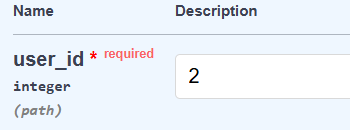 Name Description
user_id * required
integer
(path)
2